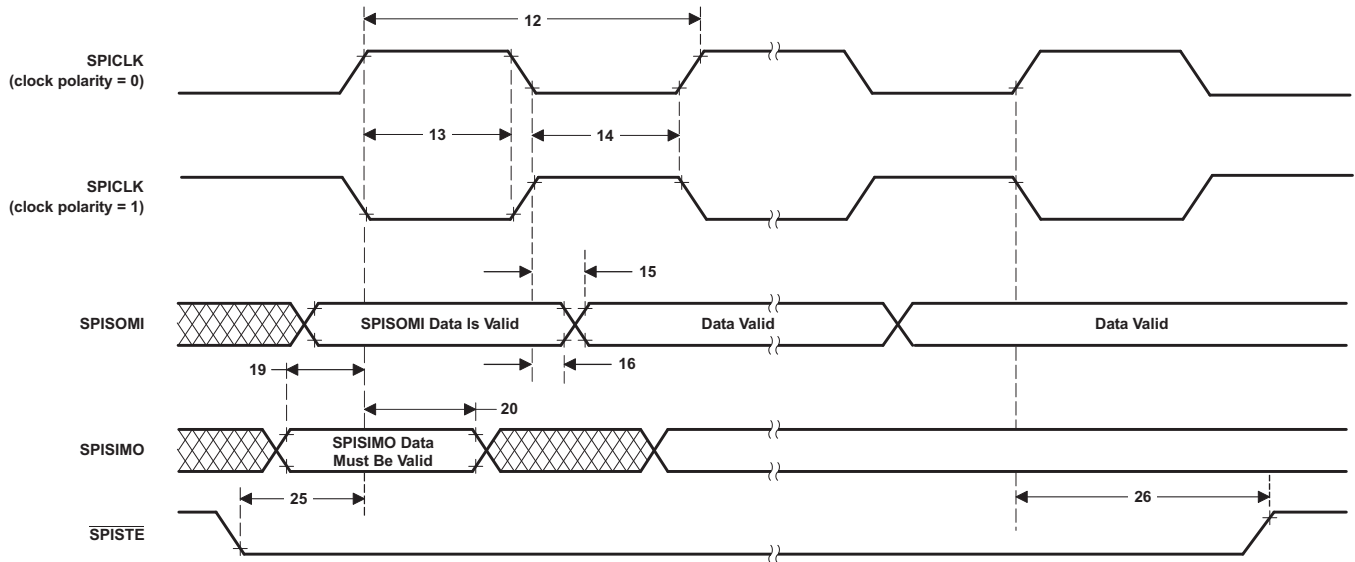 12
SPICLK
(clock polarity = 0)
13
14
SPICLK
(clock polarity = 1)
15
SPISOMI
SPISOMI Data Is Valid
Data Valid
Data Valid
19
16
20
SPISIMO
SPISIMO Data
Must Be Valid
25
26
SPISTE